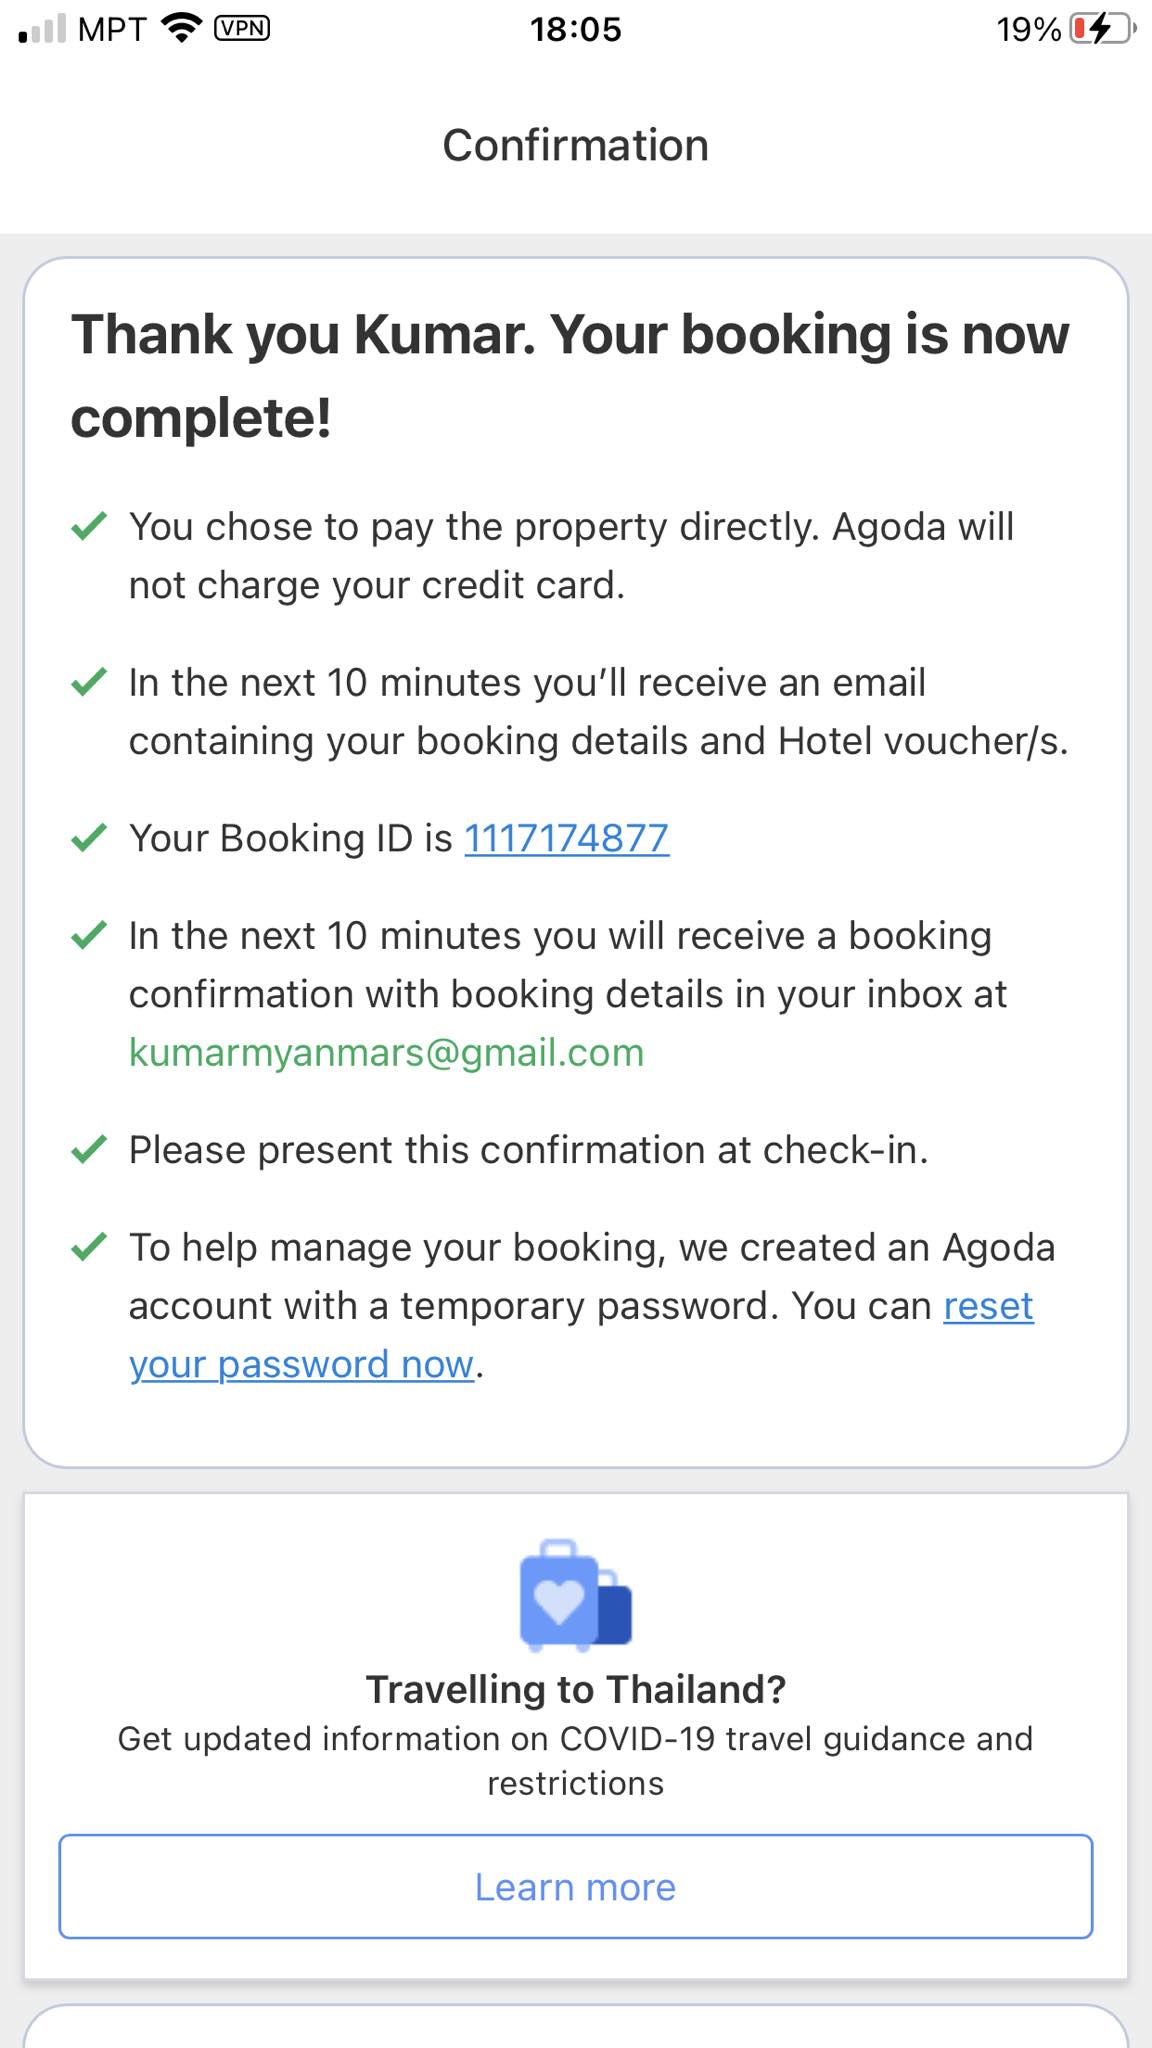 MPT VPN 18:05 19%
Confirmation
Thank you Kumar. Your booking is now
complete!
You chose to pay the property directly. Agoda will
not charge your credit card.
In the next 10 minutes you’ll receive an email
containing your booking details and Hotel voucher/s.
Your Booking ID is 1117174877
In the next 10 minutes you will receive a booking
confirmation with booking details in your inbox at
kumarmyanmars@gmail.com
Please present this confirmation at check-in.
To help manage your booking, we created an Agoda
account with a temporary password. You can reset
your password now.
Travelling to Thailand?
Get updated information on COVID-19 travel guidance and
restrictions
Learn more